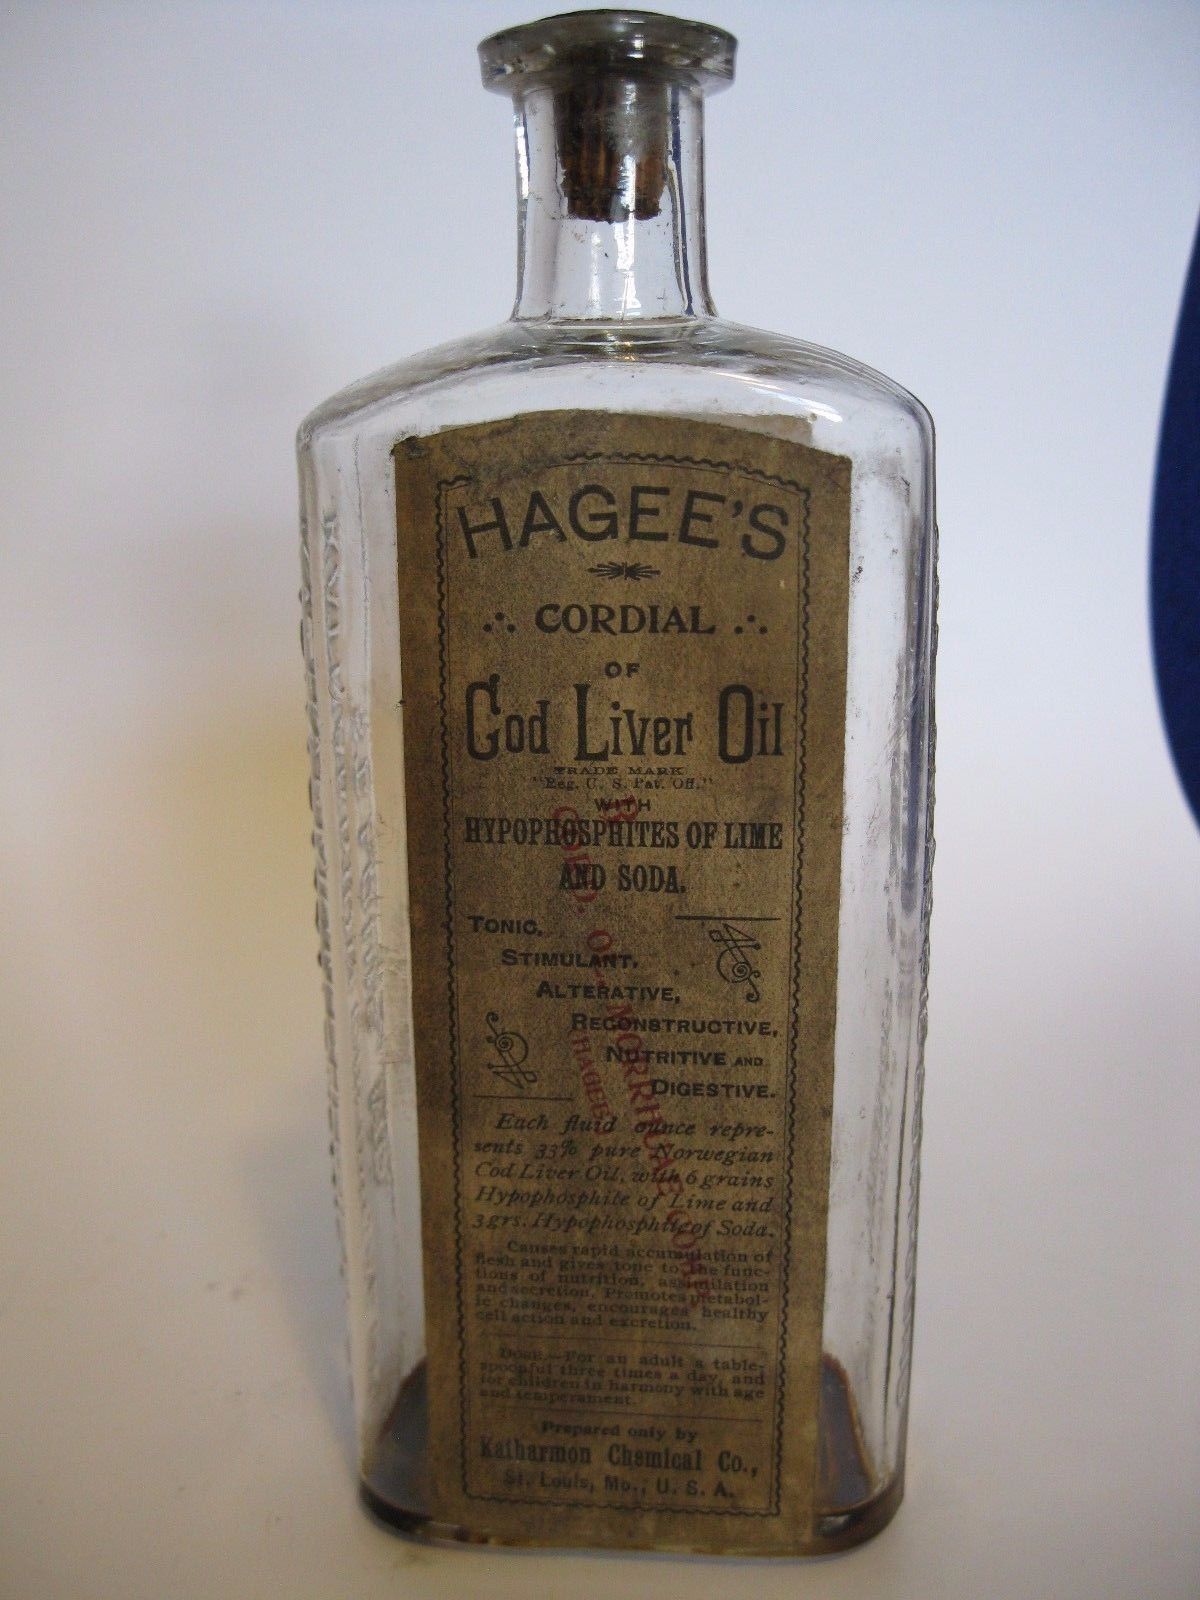 HAGEE'S
CORDIAL
OF
Cod Liver Oil
TRADE MARK
"Reg. U. S. Pat. Off."
WITH
HYPOPHOSPHITES OF LIME
AND SODA.
TONIC,
STIMULANT,
ALTERATIVE,
RECONSTRUCTIVE,
NUTRITIVE AND
DIGESTIVE.
Each fluid ounce repre-
sents 33% pure Norwegian
Cod Liver Oil, with 6 grains
Hypophosphite of Lime and
3 grs. Hypophosphite of Soda.
Causes rapid accumulation of
flesh and gives tone to the func-
tions of nutrition, assimilation
and secretion. Promotes metabol-
ic changes, encourages healthy
cell action and excretion.
DOSE.—For an adult a table-
spoonful three times a day, and
for children in harmony with age
and temperament.
Prepared only by
Katharmon Chemical Co.,
St. Louis, Mo., U. S. A.
CORD. OL. MORRHUAE COMP.
HAGEE